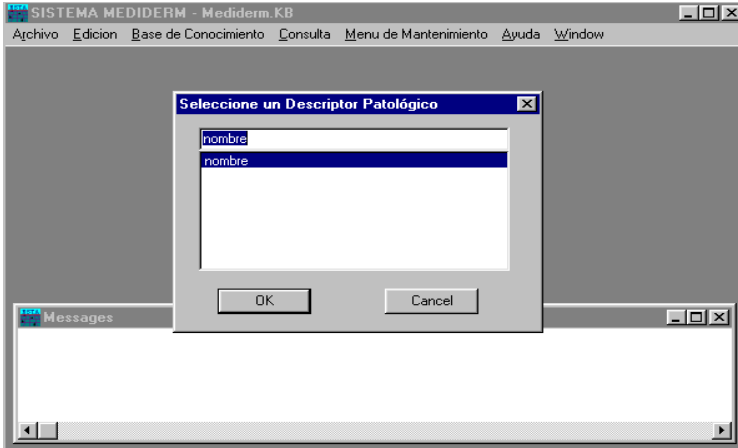 SISTEMA MEDIDERM - Mediderm.KB
Archivo Edicion Base de Conocimiento Consulta Menu de Mantenimiento Ayuda Window
Seleccione un Descriptor Patológico
nombre
nombre
OK Cancel
Messages